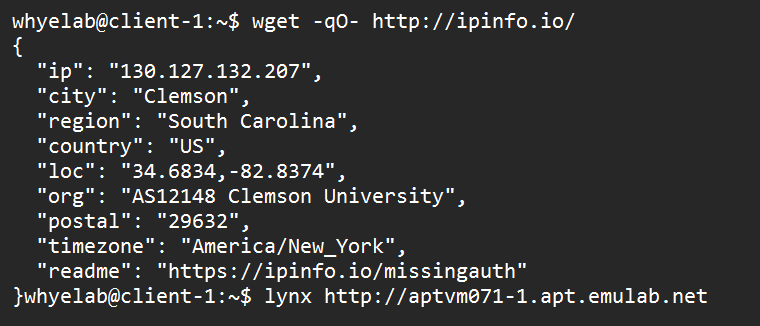 whyelab@client-1:~$ wget -qO- http://ipinfo.io/
{
  "ip": "130.127.132.207",
  "city": "Clemson",
  "region": "South Carolina",
  "country": "US",
  "loc": "34.6834,-82.8374",
  "org": "AS12148 Clemson University",
  "postal": "29632",
  "timezone": "America/New_York",
  "readme": "https://ipinfo.io/missingauth"
}whyelab@client-1:~$ lynx http://aptvm071-1.apt.emulab.net